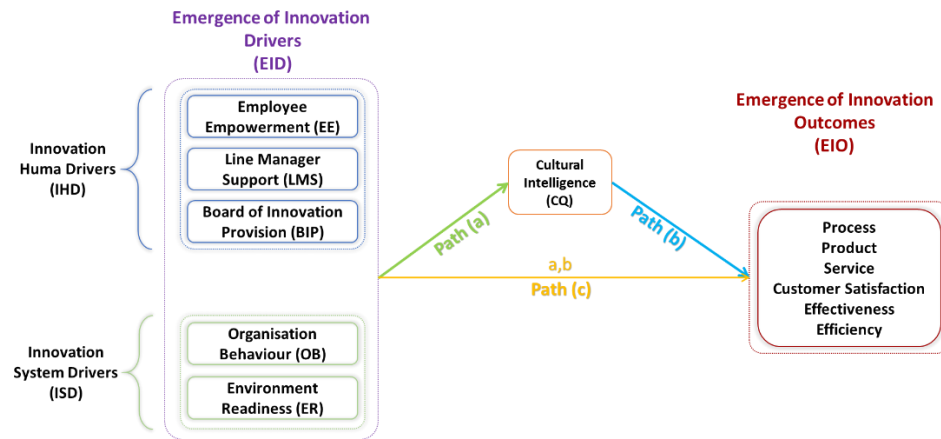 Emergence of Innovation
Drivers
(EID)
Innovation
Huma Drivers
(IHD)
Employee
Empowerment (EE)
Line Manager
Support (LMS)
Board of Innovation
Provision (BIP)
Innovation
System Drivers
(ISD)
Organisation
Behaviour (OB)
Environment
Readiness (ER)
Path (a)
Cultural
Intelligence
(CQ)
Path (b)
a,b
Path (c)
Emergence of Innovation
Outcomes
(EIO)
Process
Product
Service
Customer Satisfaction
Effectiveness
Efficiency